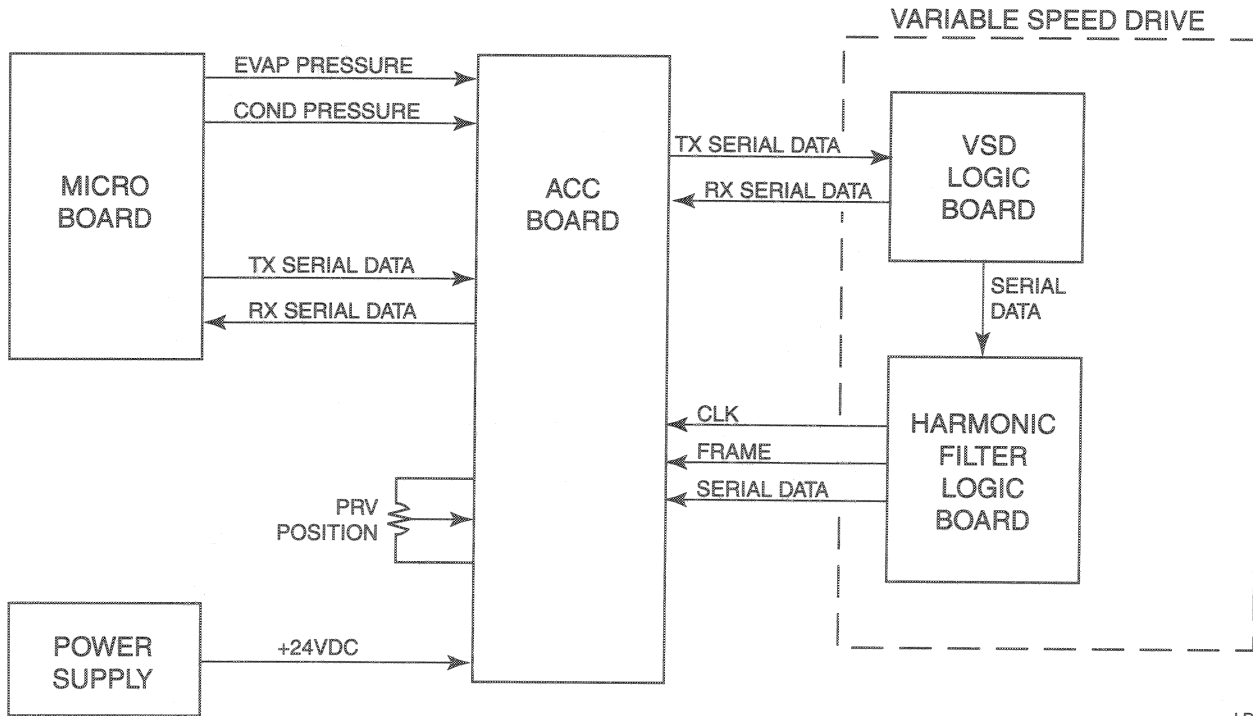 VARIABLE SPEED DRIVE
EVAP PRESSURE
COND PRESSURE
MICRO
BOARD
TX SERIAL DATA
RX SERIAL DATA
ACC
BOARD
TX SERIAL DATA
RX SERIAL DATA
VSD
LOGIC
BOARD
SERIAL
DATA
CLK
FRAME
SERIAL DATA
HARMONIC
FILTER
LOGIC
BOARD
PRV
POSITION
POWER
SUPPLY
+24VDC